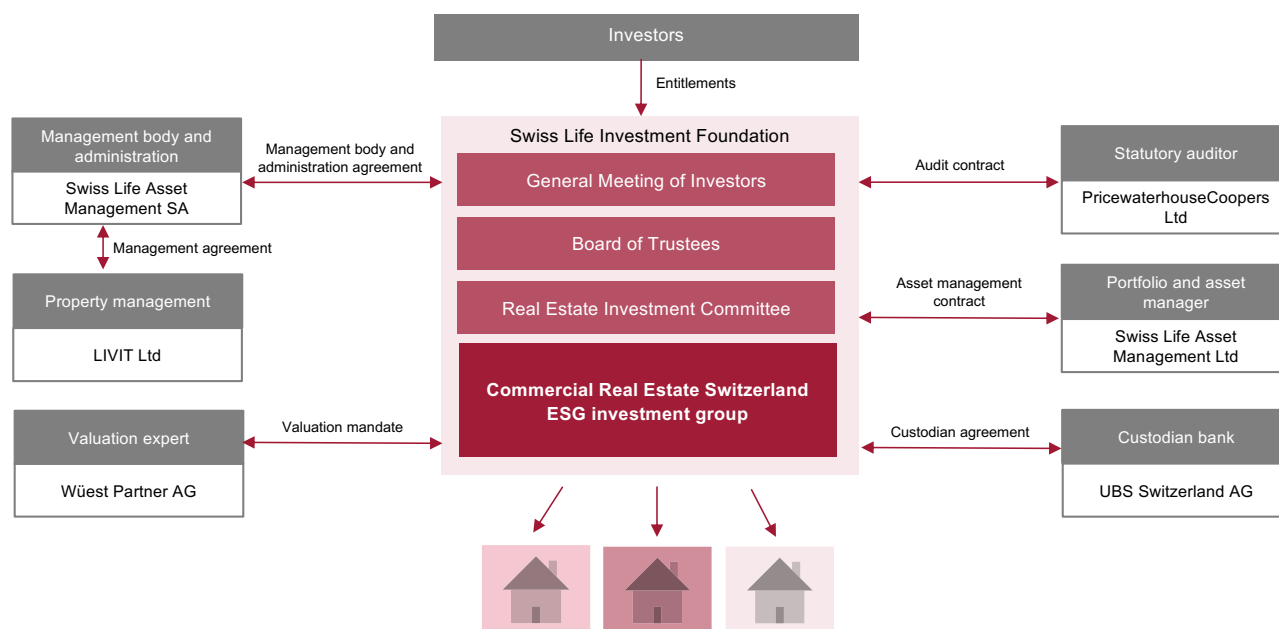 Investors
Entitlements
Management body and
administration
Swiss Life Asset
Management SA
Management body and
administration agreement
Management agreement
Property management
LIVIT Ltd
Valuation expert
Wüest Partner AG
Valuation mandate
Swiss Life Investment Foundation
General Meeting of Investors
Board of Trustees
Real Estate Investment Committee
Commercial Real Estate Switzerland
ESG investment group
Audit contract
Statutory auditor
PricewaterhouseCoopers
Ltd
Asset management
contract
Portfolio and asset
manager
Swiss Life Asset
Management Ltd
Custodian agreement
Custodian bank
UBS Switzerland AG